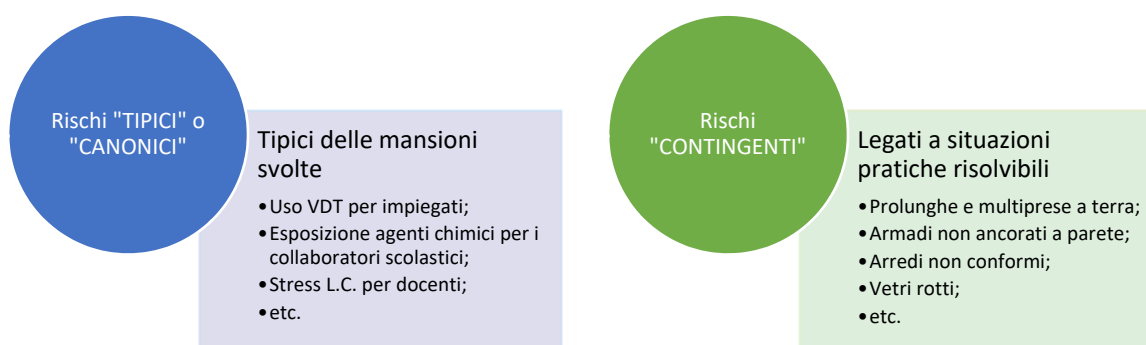 Rischi "TIPICI" o
"CANONICI"
Tipici delle mansioni
svolte
•Uso VDT per impiegati;
•Esposizione agenti chimici per i
collaboratori scolastici;
•Stress L.C. per docenti;
•etc.
Rischi
"CONTINGENTI"
Legati a situazioni
pratiche risolvibili
•Prolunghe e multiprese a terra;
•Armadi non ancorati a parete;
•Arredi non conformi;
•Vetri rotti;
•etc.